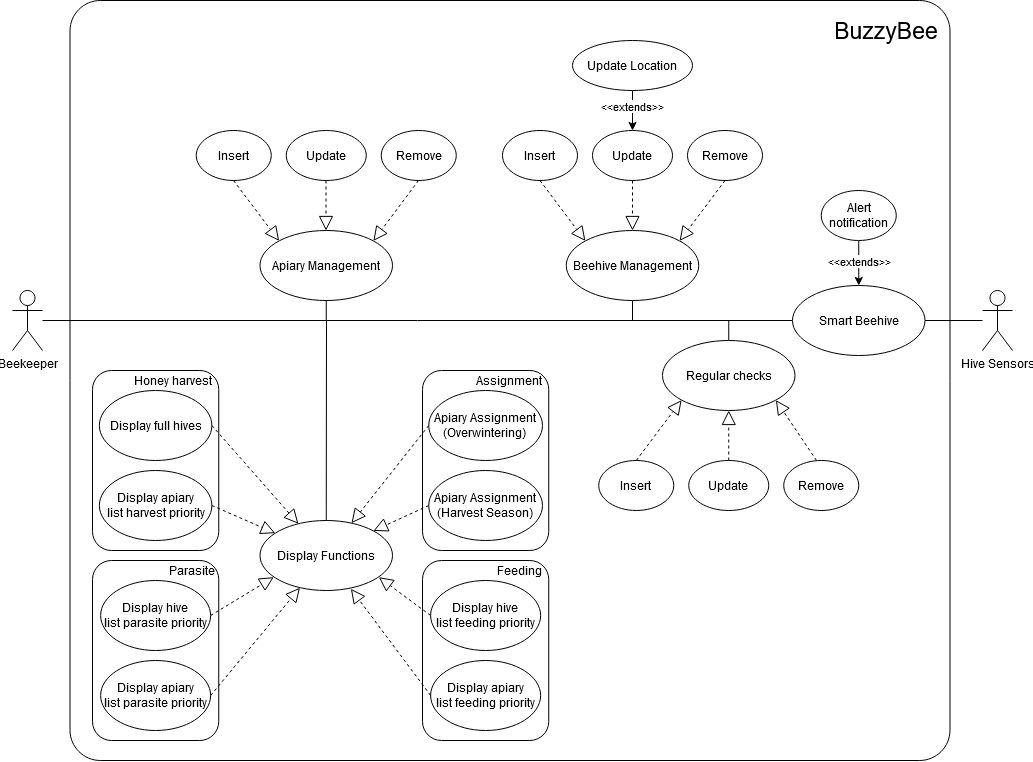 BuzzyBee
Update Location
<<extends>>
Insert
Update
Remove
Insert
Update
Remove
Alert
notification
<<extends>>
Apiary Management
Beehive Management
Smart Beehive
Beekeeper
Hive Sensors
Regular checks
Insert
Update
Remove
Honey harvest
Display full hives
Display apiary
list harvest priority
Assignment
Apiary Assignment
(Overwintering)
Apiary Assignment
(Harvest Season)
Display Functions
Parasite
Display hive
list parasite priority
Display apiary
list parasite priority
Feeding
Display hive
list feeding priority
Display apiary
list feeding priority